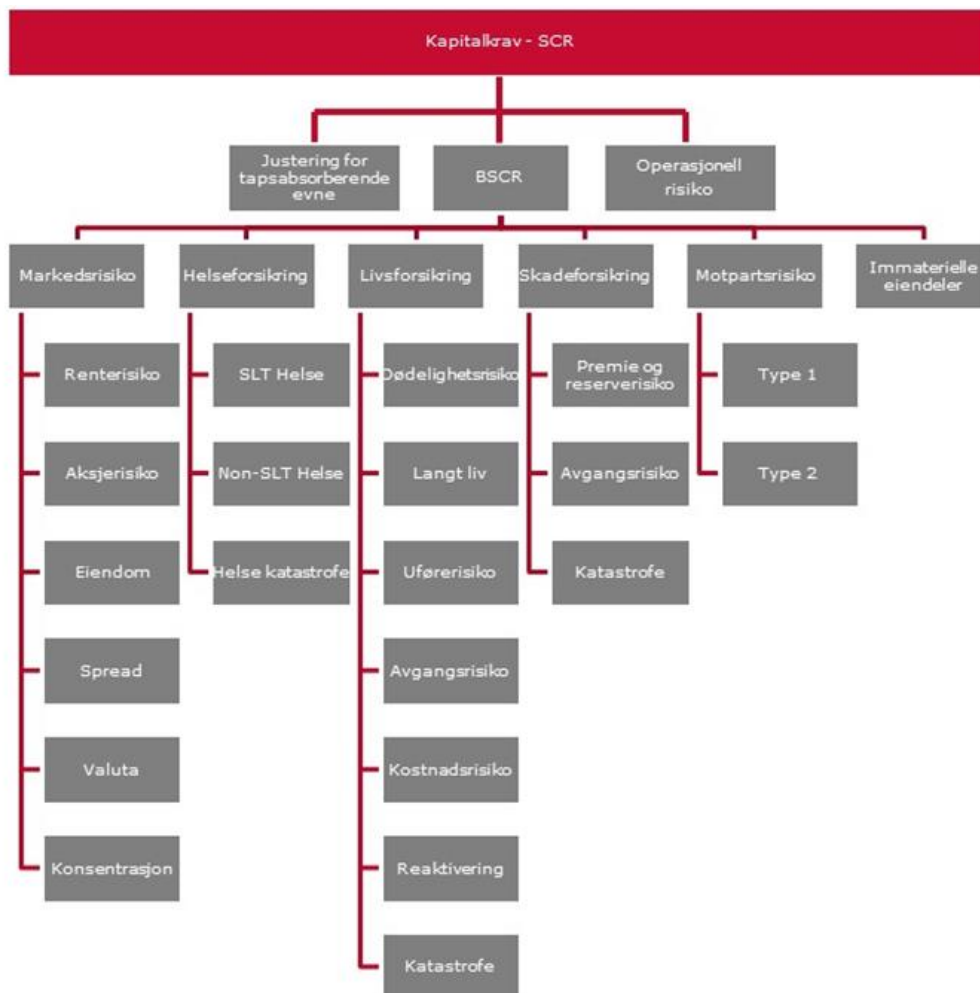 Kapitalkrav - SCR
Justering for
tapsabsorberende
evne
BSCR
Operasjonell
risiko
Markedsrisiko
Helseforsikring
Livsforsikring
Skadeforsikring
Motpartsrisiko
Immaterielle
eiendeler
Renterisiko
SLT Helse
Dødelighetsrisiko
Premie og
reserverisiko
Type 1
Aksjerisiko
Non-SLT Helse
Langt liv
Avgangsrisiko
Type 2
Eiendom
Helse katastrofe
Uførerisiko
Katastrofe
Spread
Avgangsrisiko
Valuta
Kostnadsrisiko
Konsentrasjon
Reaktivering
Katastrofe